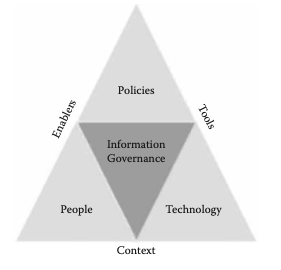 Policies
Enablers
Tools
Information
Governance
People
Technology
Context